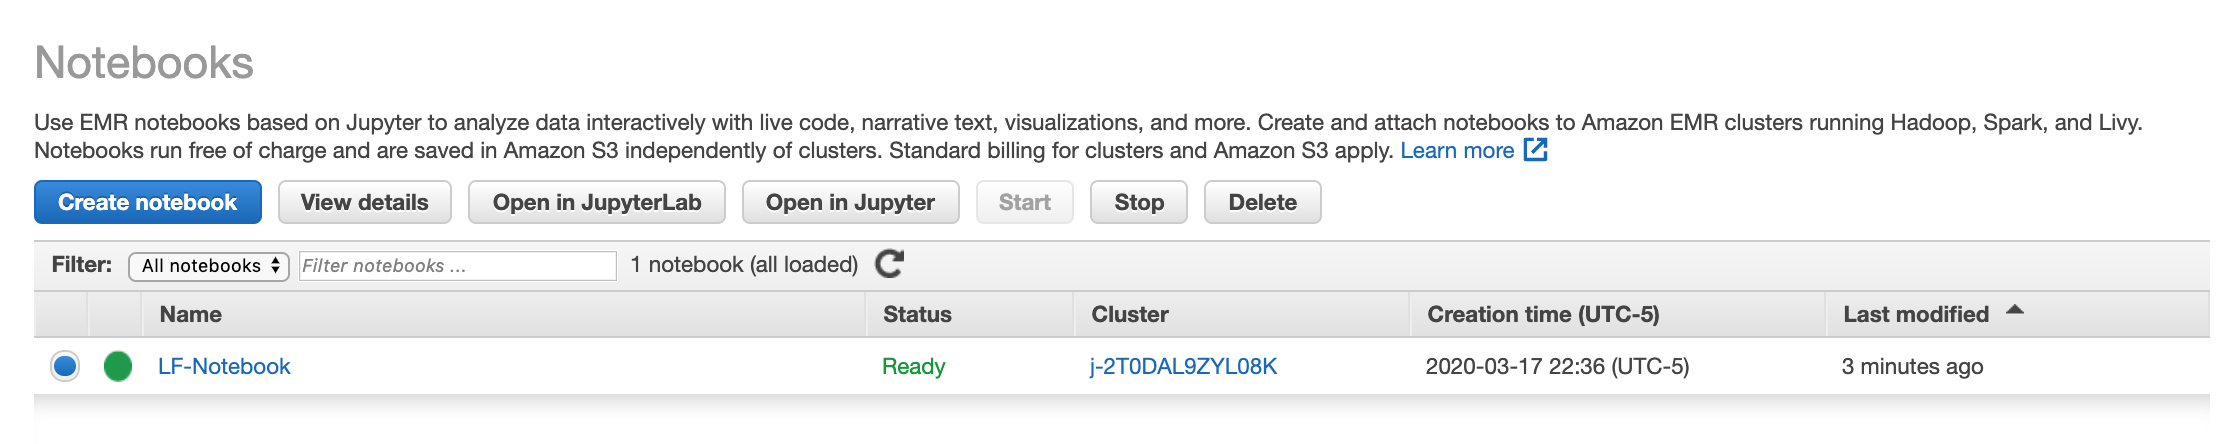 Notebooks
Use EMR notebooks based on Jupyter to analyze data interactively with live code, narrative text, visualizations, and more. Create and attach notebooks to Amazon EMR clusters running Hadoop, Spark, and Livy.
Notebooks run free of charge and are saved in Amazon S3 independently of clusters. Standard billing for clusters and Amazon S3 apply. Learn more
Create notebook View details Open in JupyterLab Open in Jupyter Start Stop Delete
Filter: All notebooks Filter notebooks ... 1 notebook (all loaded)
Name Status Cluster Creation time (UTC-5) Last modified
LF-Notebook Ready j-2T0DAL9ZYL08K 2020-03-17 22:36 (UTC-5) 3 minutes ago